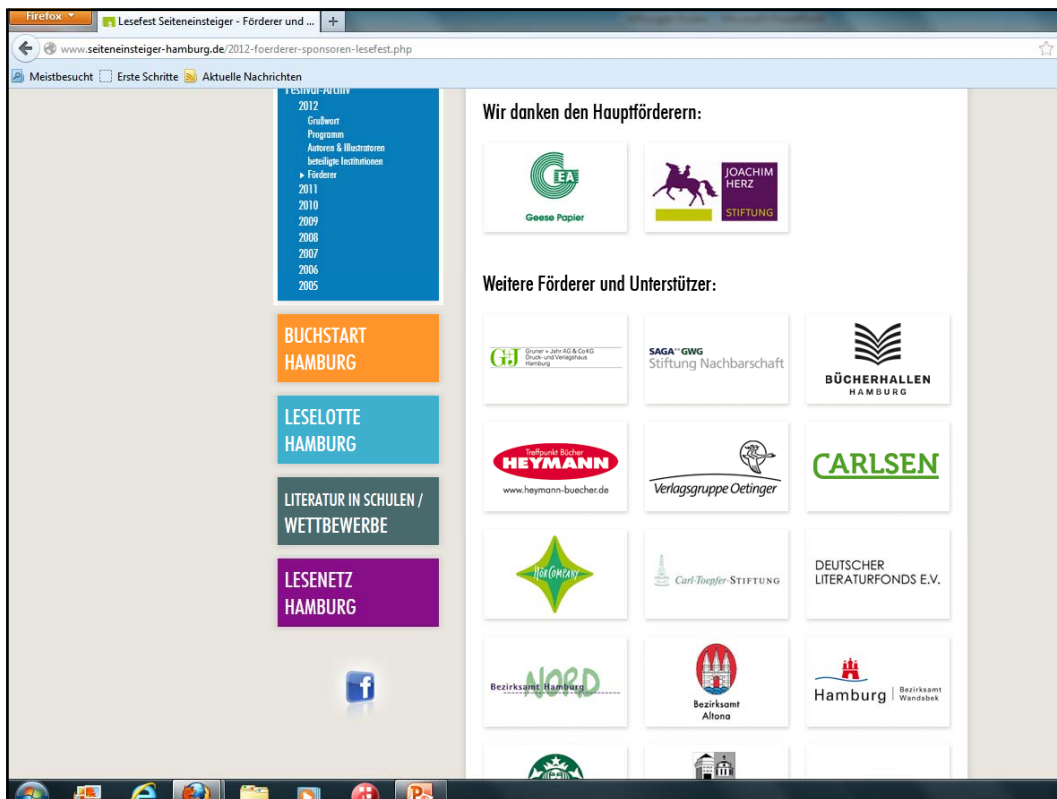 Firefox
Lesefest Seiteneinsteiger - Förderer und ...
www.seiteneinsteiger-hamburg.de/2012-foerderer-sponsoren-lesefest.php
Meistbesucht Erste Schritte Aktuelle Nachrichten
Festival-Archiv
2012
Grußwort
Programm
Autoren & Illustratoren
beteiligte Institutionen
Förderer
2011
2010
2009
2008
2007
2006
2005
BUCHSTART
HAMBURG
LESELOTTE
HAMBURG
LITERATUR IN SCHULEN /
WETTBEWERBE
LESENETZ
HAMBURG
f
Wir danken den Hauptförderern:
GEA
Geese Papier
JOACHIM
HERZ
STIFTUNG
Weitere Förderer und Unterstützer:
G+J
Gruner + Jahr AG & Co KG
Druck- und Verlagshaus
Hamburg
SAGA GWG
Stiftung Nachbarschaft
BÜCHERHALLEN
HAMBURG
Treffpunkt Bücher
HEYMANN
www.heymann-buecher.de
Verlagsgruppe Oetinger
CARLSEN
HÖRCOMPANY
Carl-Toepfer-STIFTUNG
DEUTSCHER
LITERATURFONDS E.V.
Bezirksamt Hamburg NORD
Bezirksamt
Altona
Hamburg
Bezirksamt
Wandsbek